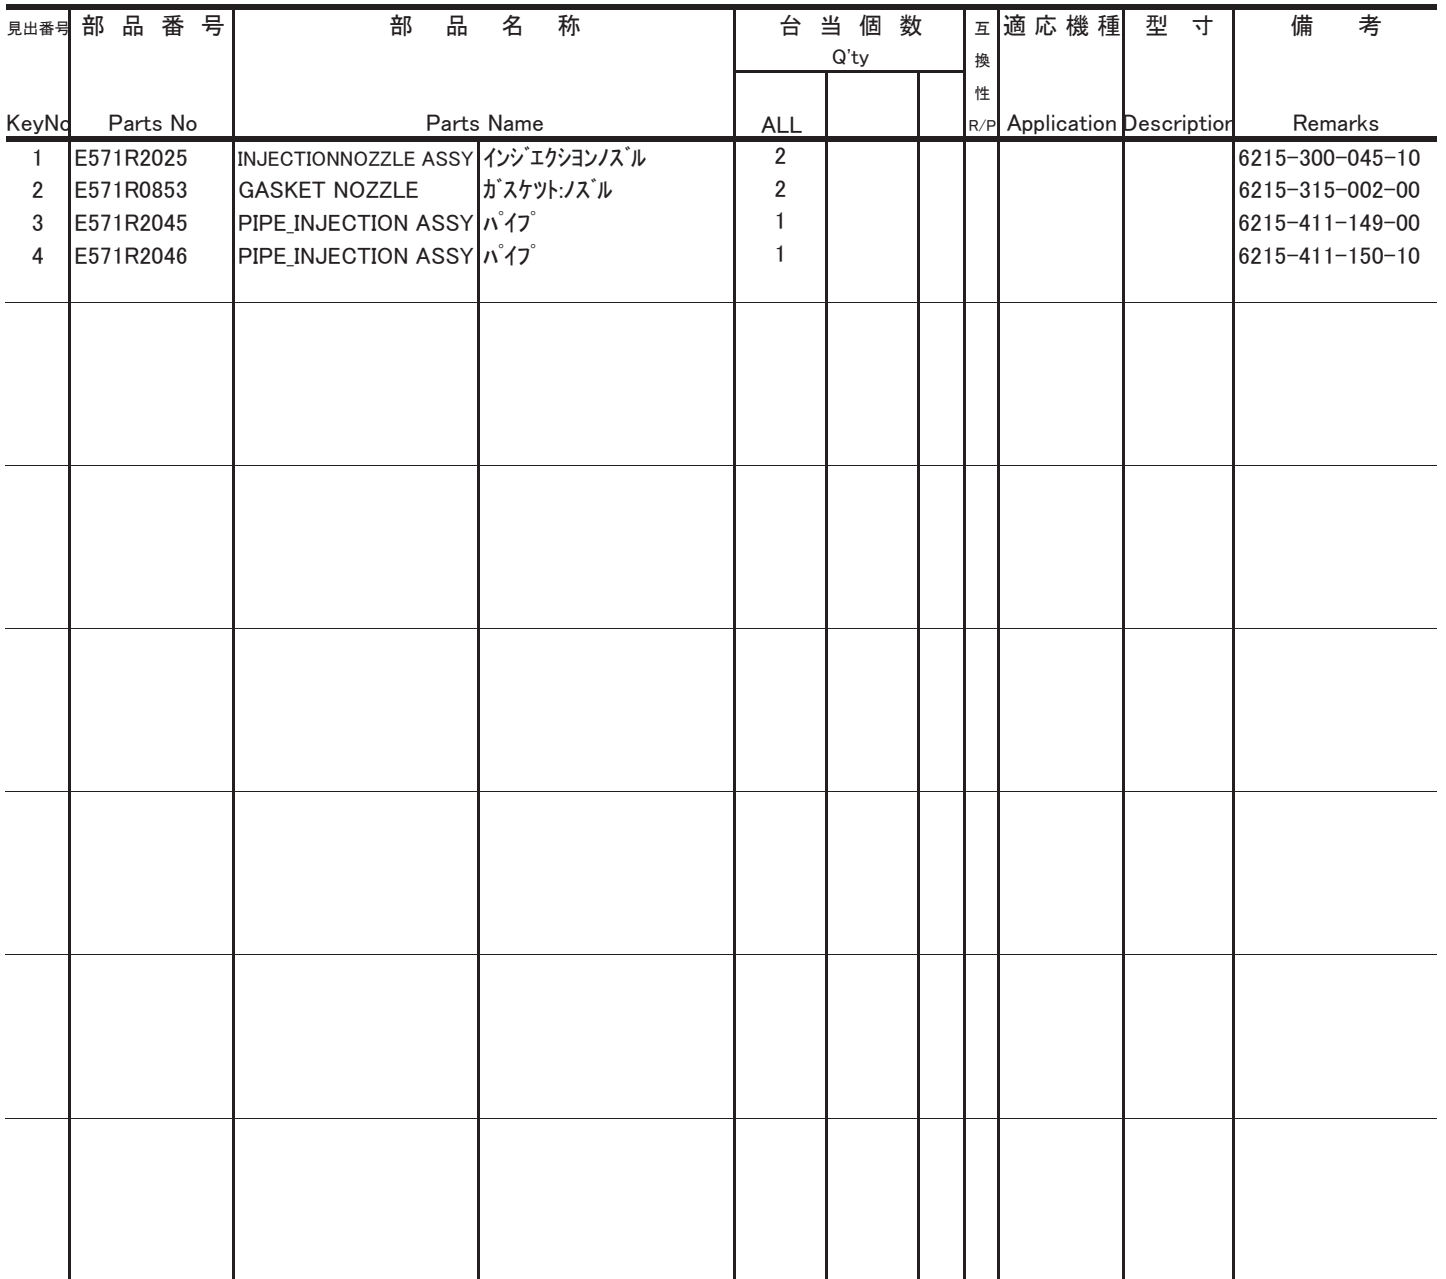 見出番号 部品番号 部品名称 台当個数 互換性 適応機種 型寸 備考
Q'ty
KeyNo Parts No Parts Name ALL R/P Application Description Remarks
1 E571R2025 INJECTIONNOZZLE ASSY インジエクシヨンノズル 2 6215-300-045-10
2 E571R0853 GASKET NOZZLE ガスケツト:ノズル 2 6215-315-002-00
3 E571R2045 PIPE_INJECTION ASSY パイプ 1 6215-411-149-00
4 E571R2046 PIPE_INJECTION ASSY パイプ 1 6215-411-150-10